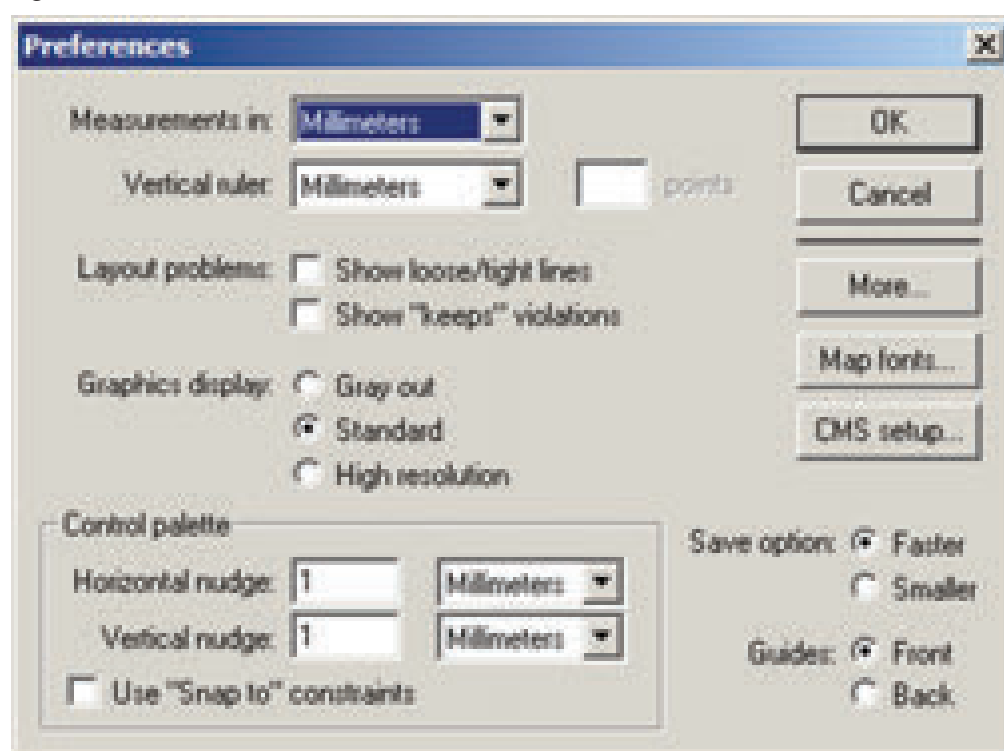 Preferences
Measurements in: Millimeters
OK
Vertical ruler: Millimeters points
Cancel
Layout problems: Show loose/tight lines
More...
Show "keeps" violations
Map fonts...
Graphics display: Gray out
Standard
CMS setup...
High resolution
Control palette
Save option: Faster
Horizontal nudge: 1 Millimeters
Smaller
Vertical nudge: 1 Millimeters
Guides: Front
Use "Snap to" constraints
Back